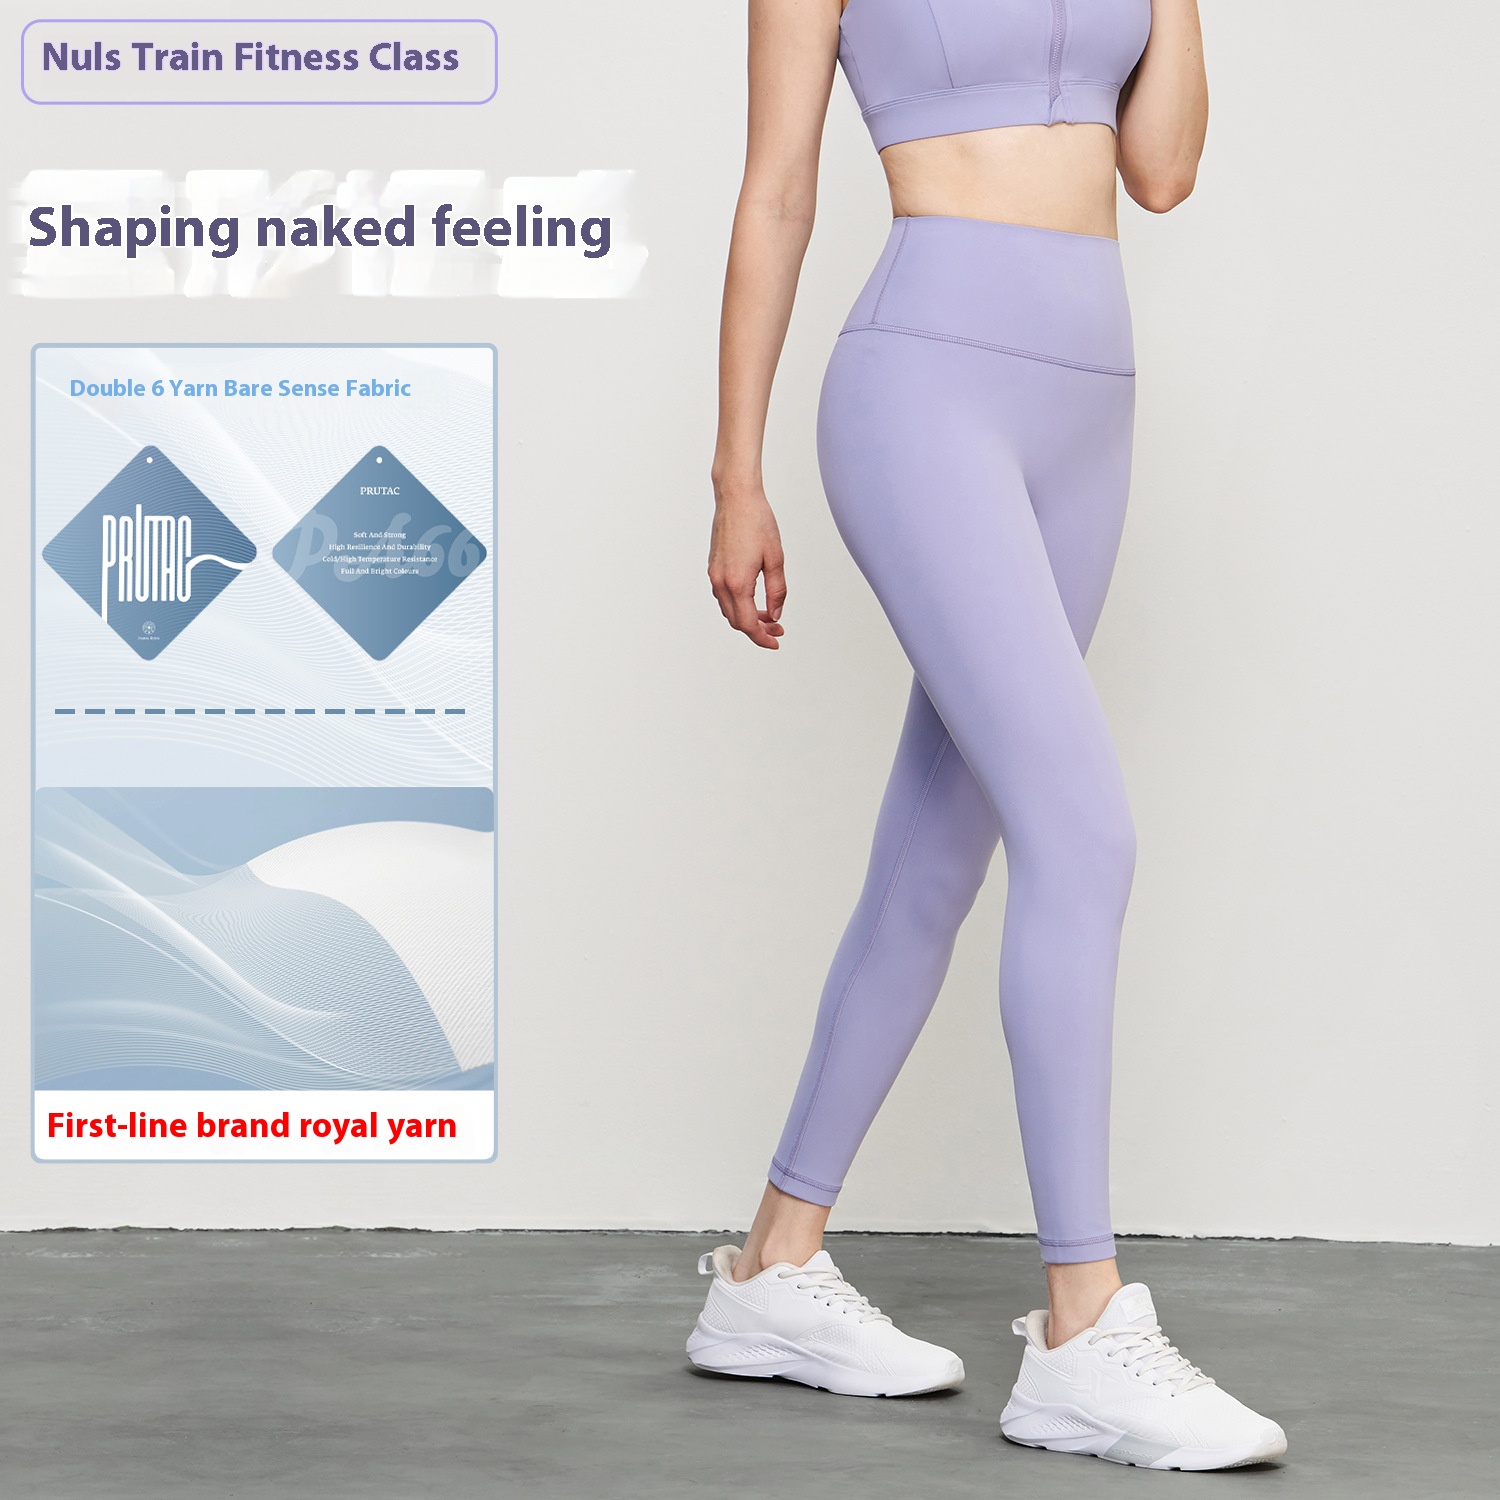 Nuls Train Fitness Class
Shaping naked feeling
Double 6 Yarn Bare Sense Fabric
PRUTAC
PRUTAC
Soft And Strong
High Resilience And Durability
Cold/High Temperature Resistance
Full And Bright Colours
First-line brand royal yarn